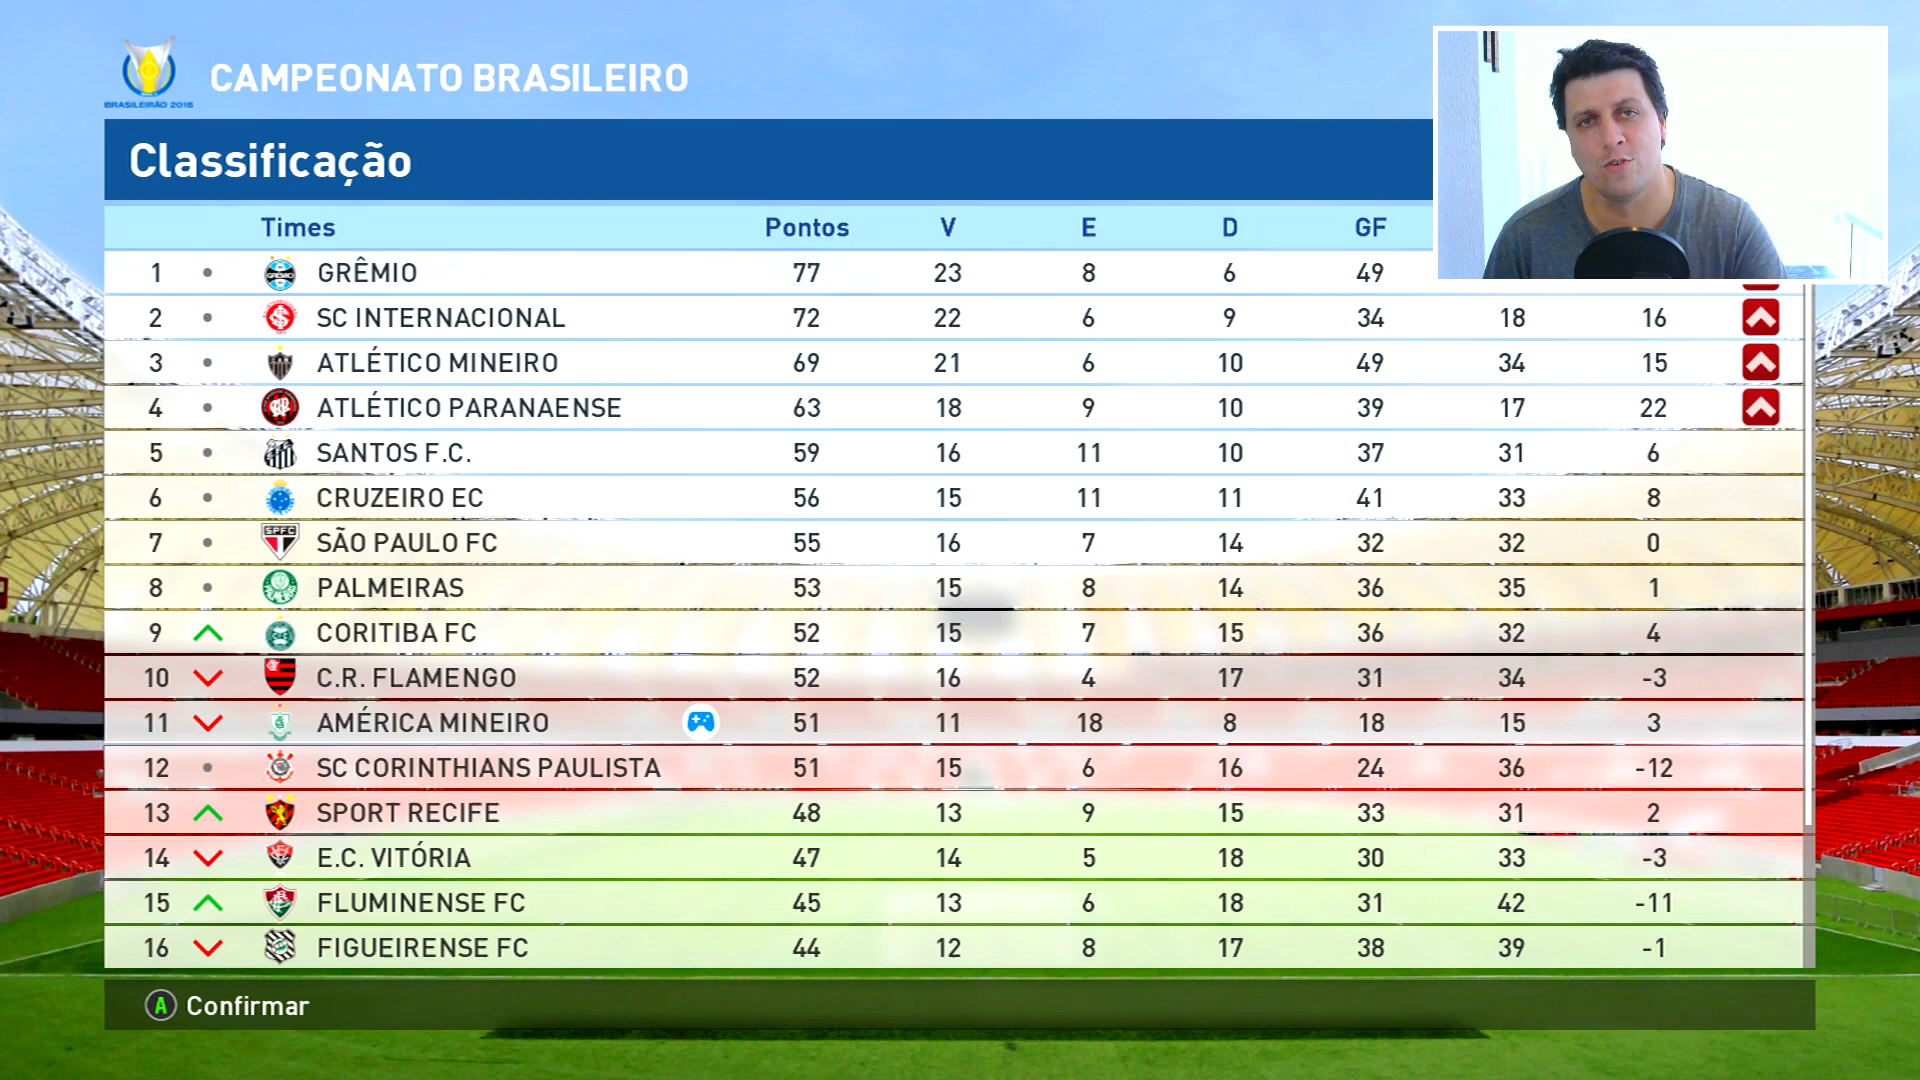 BRASILEIRÃO 2016
CAMPEONATO BRASILEIRO
Classificação
Times Pontos V E D GF
1 GRÊMIO 77 23 8 6 49
2 SC INTERNACIONAL 72 22 6 9 34 18 16
3 ATLÉTICO MINEIRO 69 21 6 10 49 34 15
4 ATLÉTICO PARANAENSE 63 18 9 10 39 17 22
5 SANTOS F.C. 59 16 11 10 37 31 6
6 CRUZEIRO EC 56 15 11 11 41 33 8
7 SPFC SÃO PAULO FC 55 16 7 14 32 32 0
8 PALMEIRAS 53 15 8 14 36 35 1
9 CORITIBA FC 52 15 7 15 36 32 4
10 C.R. FLAMENGO 52 16 4 17 31 34 -3
11 AMÉRICA MINEIRO 51 11 18 8 18 15 3
12 SC CORINTHIANS PAULISTA 51 15 6 16 24 36 -12
13 SPORT RECIFE 48 13 9 15 33 31 2
14 E.C. VITÓRIA 47 14 5 18 30 33 -3
15 FLUMINENSE FC 45 13 6 18 31 42 -11
16 FIGUEIRENSE FC 44 12 8 17 38 39 -1
A Confirmar